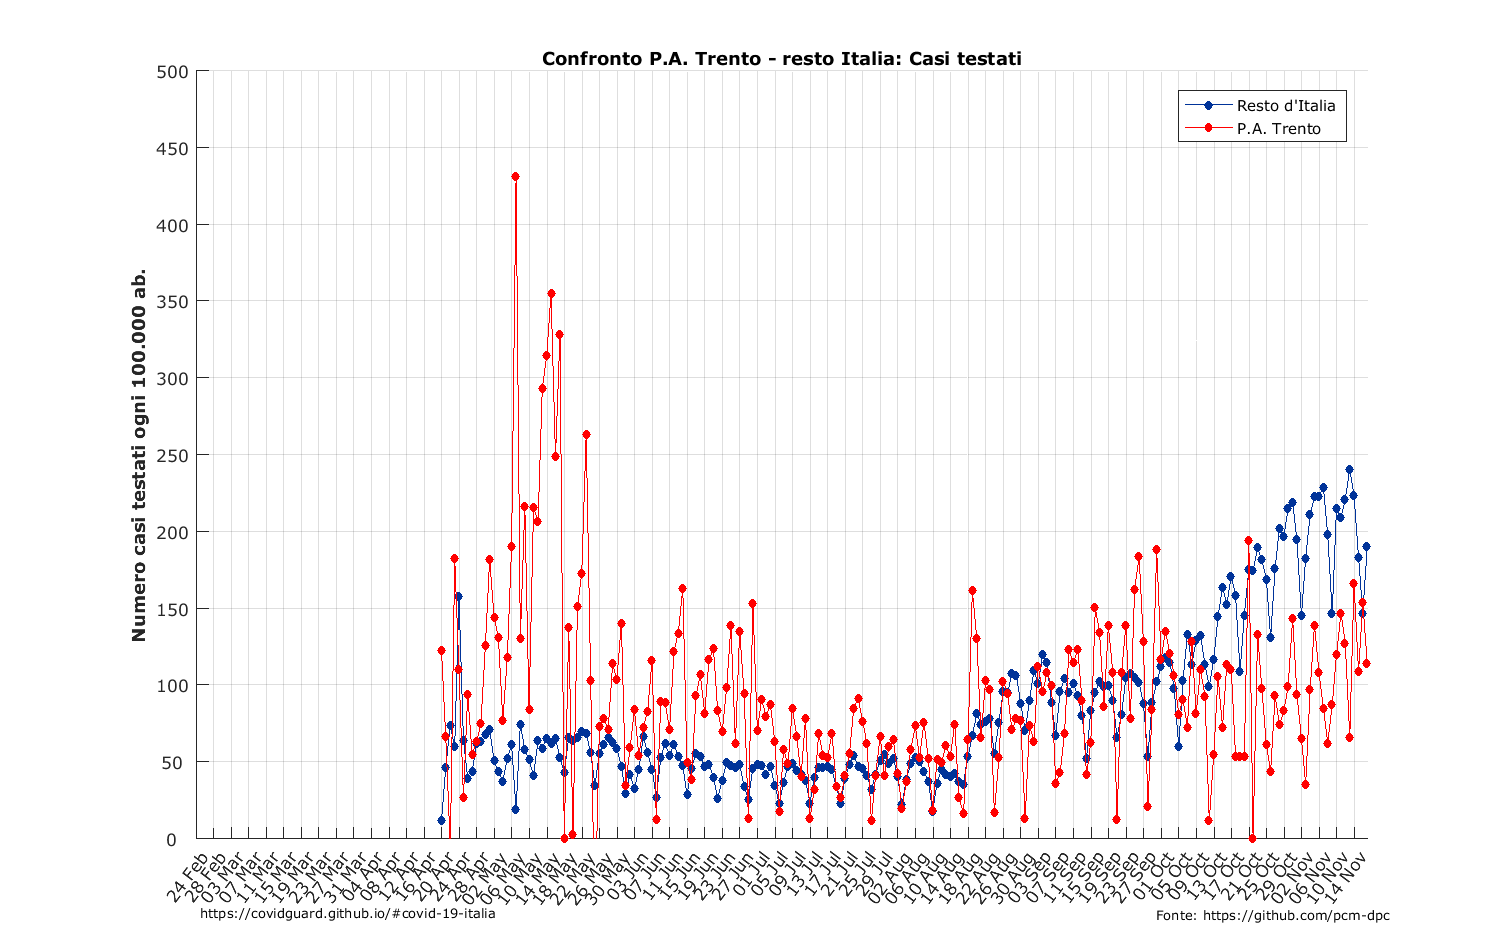 Confronto P.A. Trento - resto Italia: Casi testati
500
450
400
350
300
250
200
150
100
50
0
Numero casi testati ogni 100.000 ab.
Resto d'Italia
P.A. Trento
24 Feb
28 Feb
03 Mar
07 Mar
11 Mar
15 Mar
19 Mar
23 Mar
27 Mar
31 Mar
04 Apr
08 Apr
12 Apr
16 Apr
20 Apr
24 Apr
28 Apr
02 May
06 May
10 May
14 May
18 May
22 May
26 May
30 May
03 Jun
07 Jun
11 Jun
15 Jun
19 Jun
23 Jun
27 Jun
01 Jul
05 Jul
09 Jul
13 Jul
17 Jul
21 Jul
25 Jul
29 Jul
02 Aug
06 Aug
10 Aug
14 Aug
18 Aug
22 Aug
26 Aug
30 Aug
03 Sep
07 Sep
11 Sep
15 Sep
19 Sep
23 Sep
27 Sep
01 Oct
05 Oct
09 Oct
13 Oct
17 Oct
21 Oct
25 Oct
29 Oct
02 Nov
06 Nov
10 Nov
14 Nov
https://covidguard.github.io/#covid-19-italia
Fonte: https://github.com/pcm-dpc